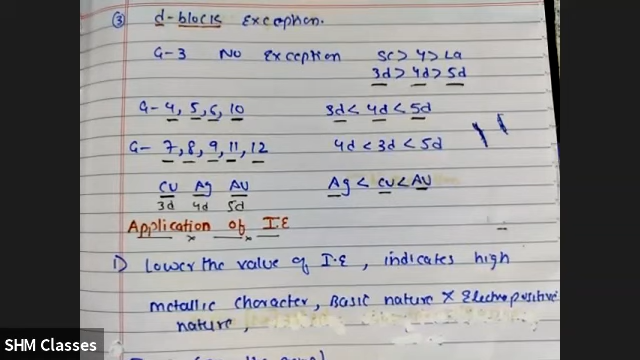 ③ d-block Exception.
G-3 No Exception Sc > Y > La
3d > 4d > 5d
G- 4, 5, 6, 10 3d < 4d < 5d
G- 7, 8, 9, 11, 12 4d < 3d < 5d
Cu Ag Au Ag < Cu < Au
3d 4d 5d
Application of I.E
1) Lower the value of I.E, indicates high
metallic character, Basic nature & Electropositive
nature,
SHM Classes